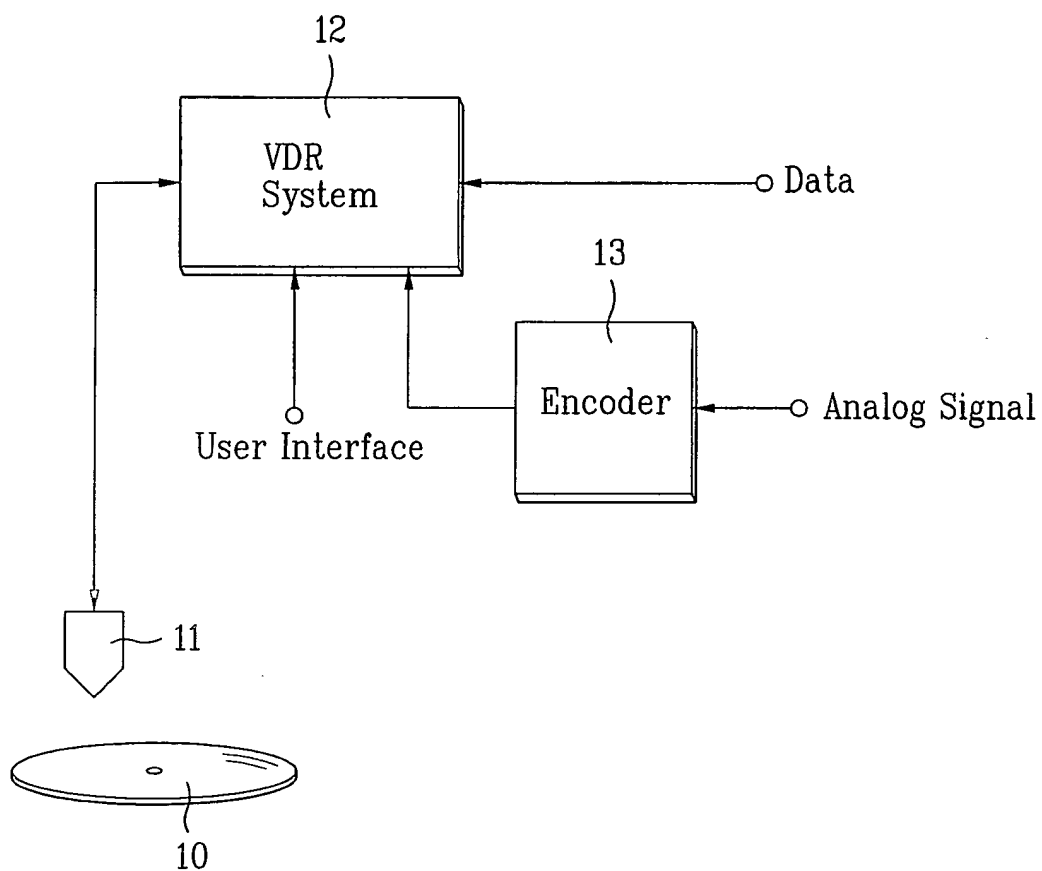 12
VDR
System
Data
13
Encoder
Analog Signal
User Interface
11
10